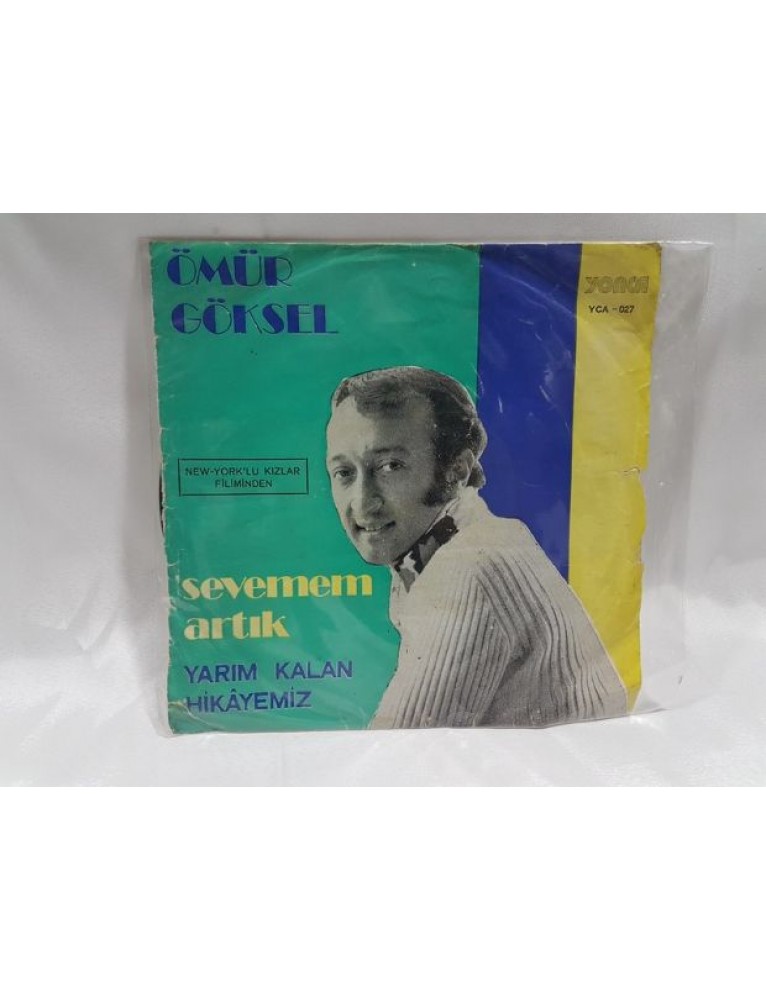 ÖMÜR
GÖKSEL
yonca
YCA - 027
NEW-YORK'LU KIZLAR
FİLİMİNDEN
sevemem
artık
YARIM KALAN
HİKÂYEMİZ